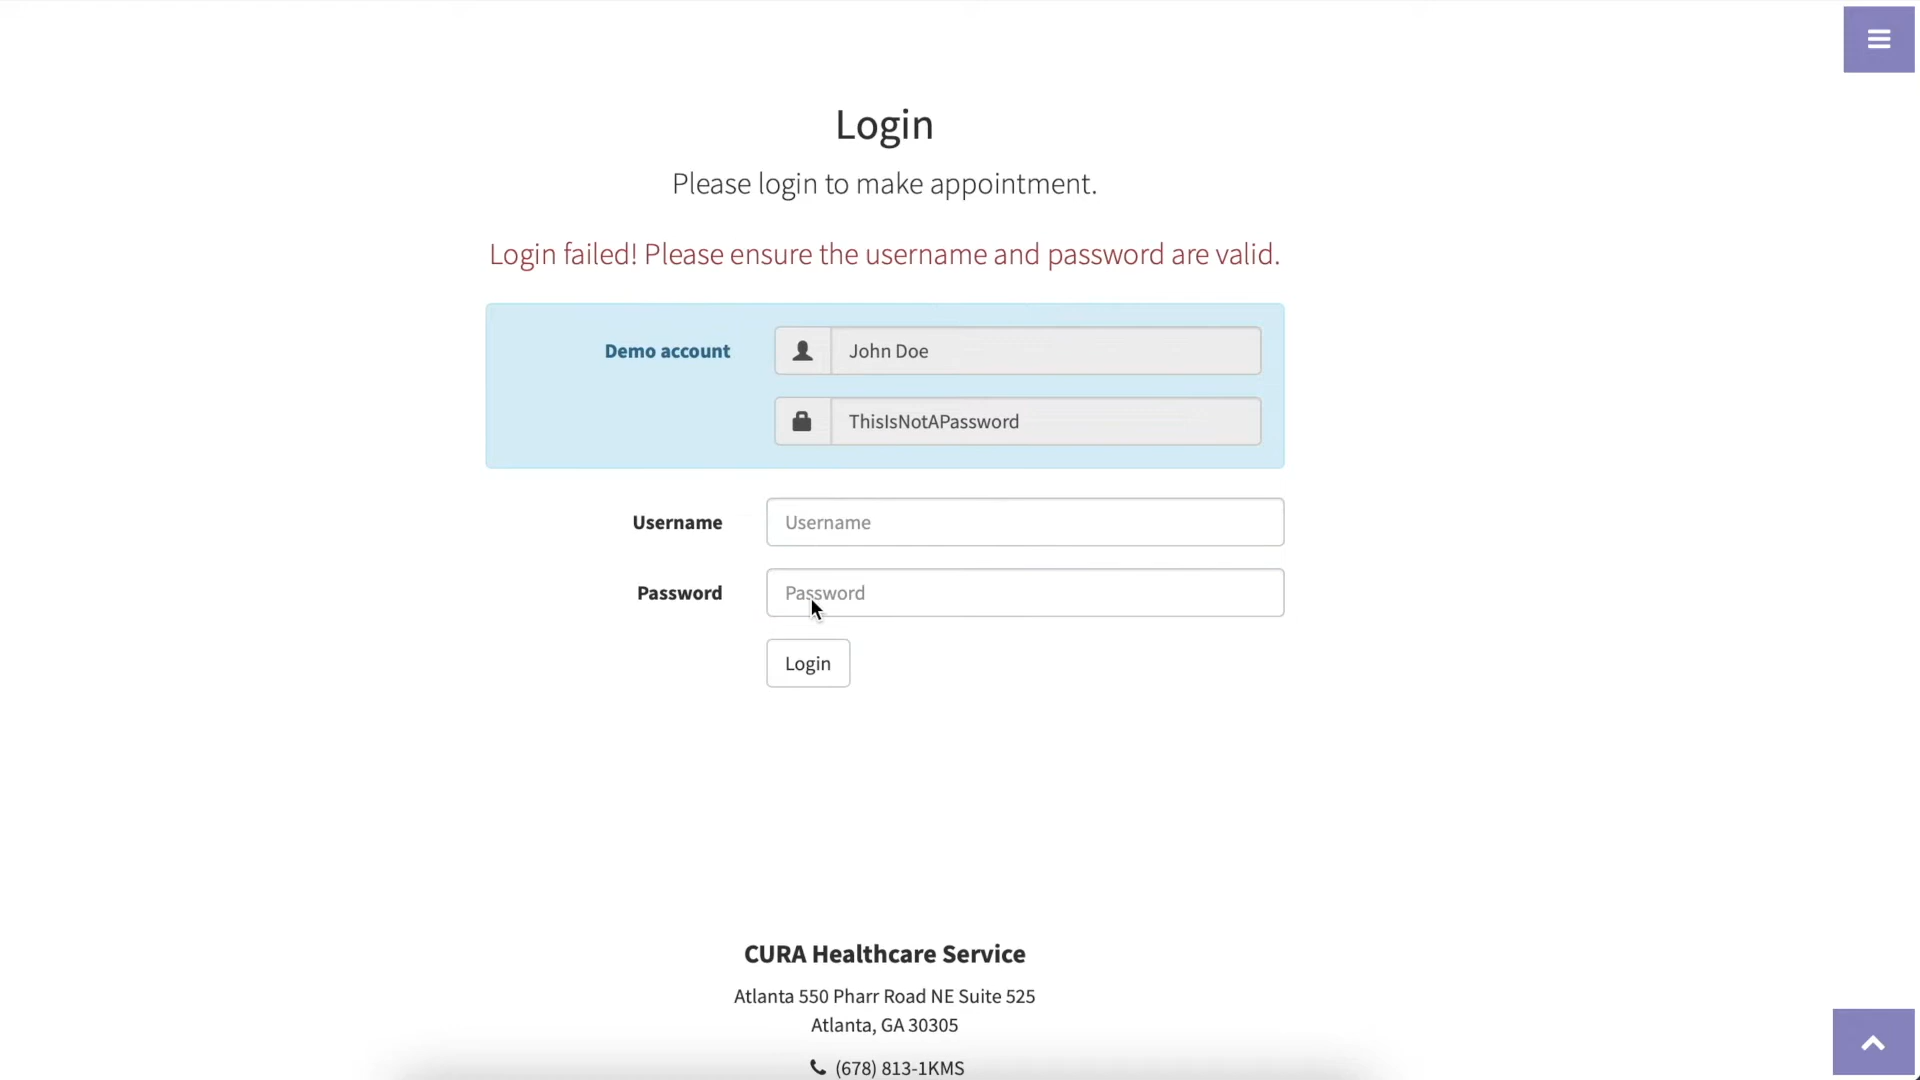 Login
Please login to make appointment.
Login failed! Please ensure the username and password are valid.
Demo account
John Doe
ThisIsNotAPassword
Username
Username
Password
Password
Login
CURA Healthcare Service
Atlanta 550 Pharr Road NE Suite 525
Atlanta, GA 30305
(678) 813-1KMS